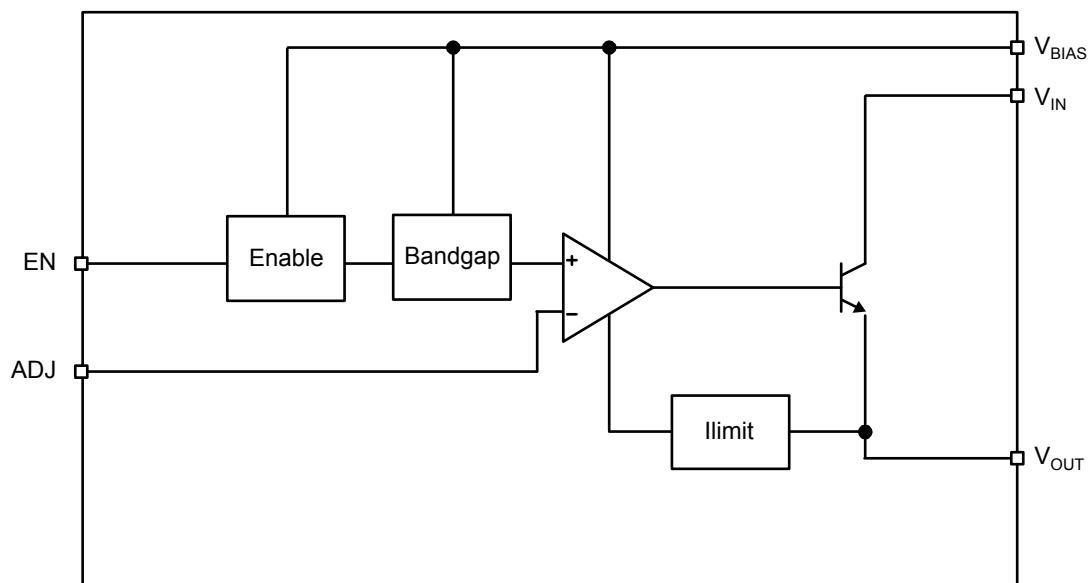 V_BIAS
V_IN
Enable
Bandgap
EN
+
−
ADJ
Ilimit
V_OUT